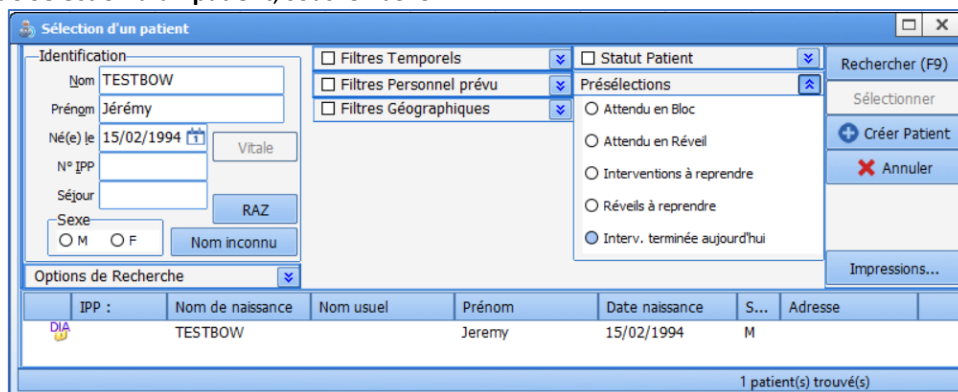 Sélection d'un patient
Identification
Nom TESTBOW
Prénom Jérémy
Né(e) le 15/02/1994
Vitale
N° IPP
Séjour
RAZ
Sexe
M F
Nom inconnu
Options de Recherche
Filtres Temporels
Filtres Personnel prévu
Filtres Géographiques
Statut Patient
Présélections
Attendu en Bloc
Attendu en Réveil
Interventions à reprendre
Réveils à reprendre
Interv. terminée aujourd'hui
Rechercher (F9)
Sélectionner
Créer Patient
Annuler
Impressions...
IPP : Nom de naissance Nom usuel Prénom Date naissance S... Adresse
DIA TESTBOW Jeremy 15/02/1994 M
1 patient(s) trouvé(s)